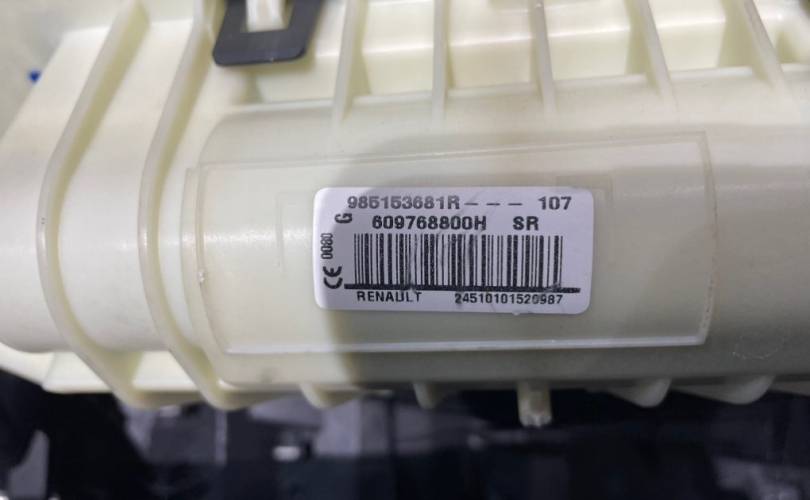 985153681R - - - 107
609768800H SR
G
CE 0080
RENAULT 24510101520987